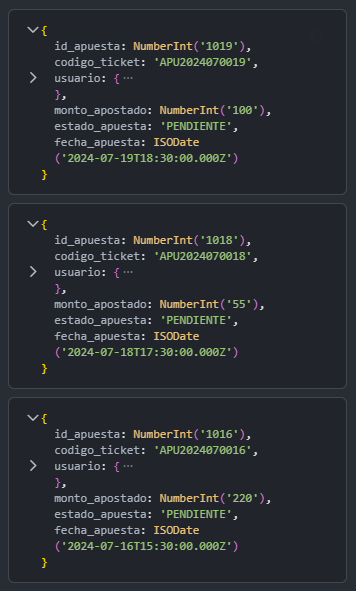 {
id_apuesta: NumberInt('1019'),
codigo_ticket: 'APU2024070019',
usuario: { ...
},
monto_apostado: NumberInt('100'),
estado_apuesta: 'PENDIENTE',
fecha_apuesta: ISODate
('2024-07-19T18:30:00.000Z')
}
{
id_apuesta: NumberInt('1018'),
codigo_ticket: 'APU2024070018',
usuario: { ...
},
monto_apostado: NumberInt('55'),
estado_apuesta: 'PENDIENTE',
fecha_apuesta: ISODate
('2024-07-18T17:30:00.000Z')
}
{
id_apuesta: NumberInt('1016'),
codigo_ticket: 'APU2024070016',
usuario: { ...
},
monto_apostado: NumberInt('220'),
estado_apuesta: 'PENDIENTE',
fecha_apuesta: ISODate
('2024-07-16T15:30:00.000Z')
}